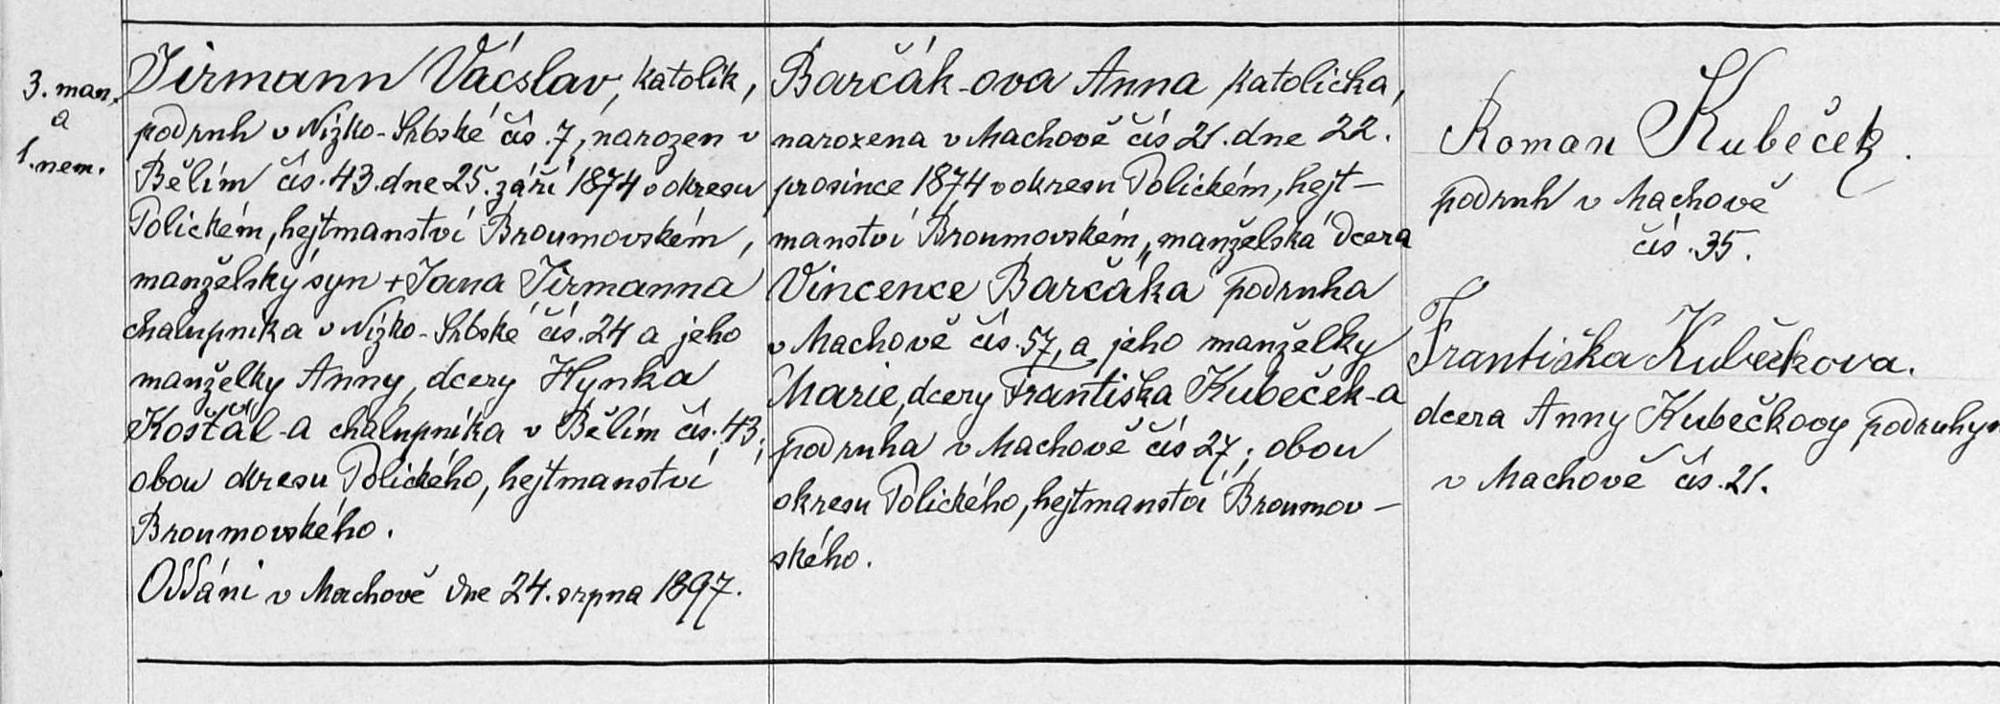 3. man.
a
1. nem.
Jirmann Václav, katolík,
podruh v Nízko-Srbské čís. 7, narozen v
Bělím čís. 43. dne 25. září 1874 v okresu
Polickém, hejtmanství Broumovském,
manželský syn + Jana Jirmanna
chalupníka v Nízko-Srbské čís. 24 a jeho
manželky Anny, dcery Hynka
Košťál-a chalupníka v Bělím čís. 43;
obou okresu Polického, hejtmanství
Broumovského.
Oddáni v Machově dne 24. srpna 1897.
Barčák-ova Anna katolička,
narozena v Machově čís 21. dne 22.
prosince 1874 v okresu Polickém, hejt-
manství Broumovském, manželská dcera
Vincence Barčáka podruha
v Machově čís. 57, a jeho manželky
Marie, dcery Františka Kubeček-a
podruha v Machově čís 27; obou
okresu Polického, hejtmanství Broumov-
ského.
Roman Kubeček.
podruh v Machově
čís. 35.
Františka Kubečkova.
dcera Anny Kubečkovy podruhyn
v Machově čís. 21.